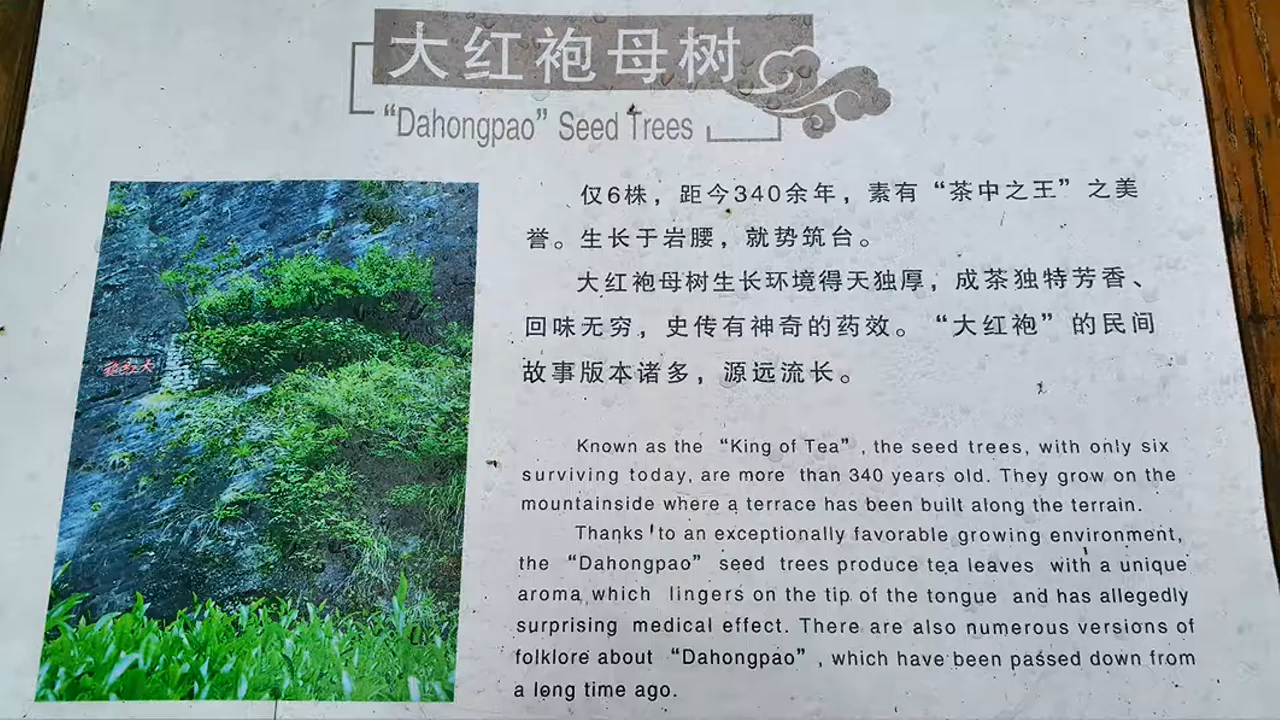 大红袍母树
“Dahongpao” Seed Trees
仅6株，距今340余年，素有“茶中之王”之美
誉。生长于岩腰，就势筑台。
大红袍母树生长环境得天独厚，成茶独特芳香、
回味无穷，史传有神奇的药效。“大红袍”的民间
故事版本诸多，源远流长。
Known as the “King of Tea”, the seed trees, with only six
surviving today, are more than 340 years old. They grow on the
mountainside where a terrace has been built along the terrain.
Thanks to an exceptionally favorable growing environment,
the “Dahongpao” seed trees produce tea leaves with a unique
aroma which lingers on the tip of the tongue and has allegedly
surprising medical effect. There are also numerous versions of
folklore about “Dahongpao”, which have been passed down from
a long time ago.
袍红大